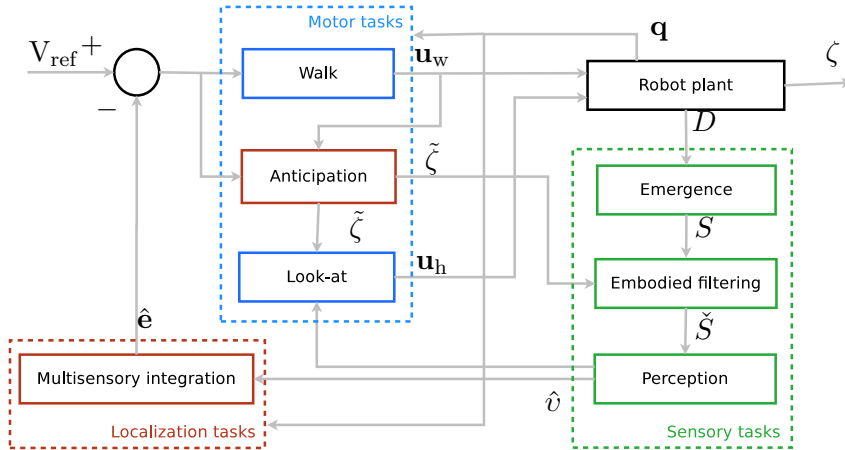 Motor tasks
q
V_ref
+
−
Walk
u_w
Robot plant
ζ
D
Anticipation
ζ̃
Emergence
ζ̃
S
Look-at
u_h
Embodied filtering
ê
Š
Multisensory integration
Perception
v̂
Localization tasks
Sensory tasks